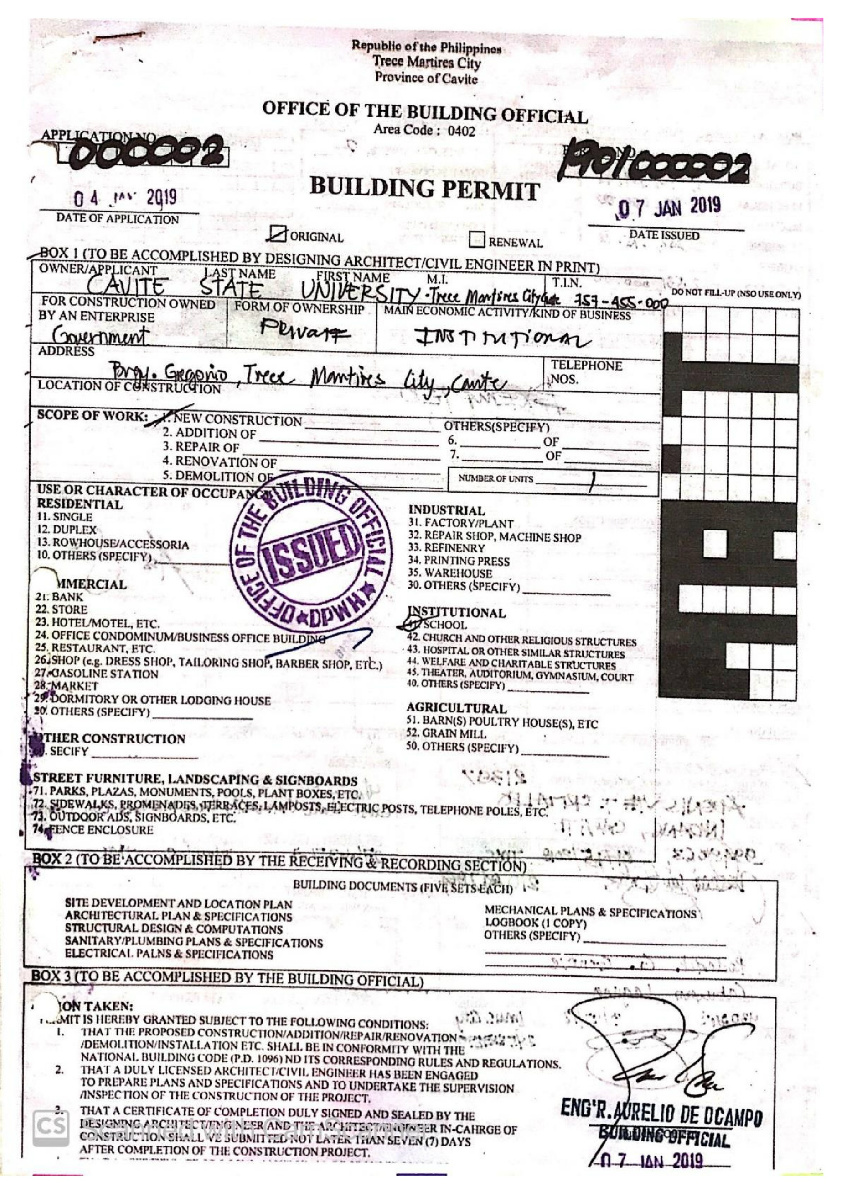 Republic of the Philippines
Trece Martires City
Province of Cavite
OFFICE OF THE BUILDING OFFICIAL
Area Code : 0402
APPLICATION NO.
000002
1901000002
BUILDING PERMIT
04 JAN 2019
07 JAN 2019
DATE OF APPLICATION
DATE ISSUED
ORIGINAL
RENEWAL
BOX 1 (TO BE ACCOMPLISHED BY DESIGNING ARCHITECT/CIVIL ENGINEER IN PRINT)
OWNER/APPLICANT LAST NAME FIRST NAME M.I. T.I.N.
CAVITE STATE UNIVERSITY - Trece Martires City 757-455-000
DO NOT FILL-UP (NSO USE ONLY)
FOR CONSTRUCTION OWNED BY AN ENTERPRISE
FORM OF OWNERSHIP
MAIN ECONOMIC ACTIVITY/KIND OF BUSINESS
Government
Private
INSTITUTIONAL
ADDRESS
TELEPHONE NOS.
Brgy. Gregorio, Trece Martires City, Cavite
LOCATION OF CONSTRUCTION
SCOPE OF WORK:
1. NEW CONSTRUCTION
2. ADDITION OF
3. REPAIR OF
4. RENOVATION OF
5. DEMOLITION OF
OTHERS(SPECIFY)
6. OF
7. OF
NUMBER OF UNITS 1
USE OR CHARACTER OF OCCUPANC
RESIDENTIAL
11. SINGLE
12. DUPLEX
13. ROWHOUSE/ACCESSORIA
10. OTHERS (SPECIFY)
OFFICE OF THE BUILDING OFFICIAL
ISSUED
OFFICE DPWH
MMERCIAL
21. BANK
22. STORE
23. HOTEL/MOTEL, ETC.
24. OFFICE CONDOMINUM/BUSINESS OFFICE BUILDING
25. RESTAURANT, ETC.
26. SHOP (e.g. DRESS SHOP, TAILORING SHOP, BARBER SHOP, ETC.)
27. GASOLINE STATION
28. MARKET
29. DORMITORY OR OTHER LODGING HOUSE
20. OTHERS (SPECIFY)
THER CONSTRUCTION
SECIFY
INDUSTRIAL
31. FACTORY/PLANT
32. REPAIR SHOP, MACHINE SHOP
33. REFINENRY
34. PRINTING PRESS
35. WAREHOUSE
30. OTHERS (SPECIFY)
INSTITUTIONAL
41. SCHOOL
42. CHURCH AND OTHER RELIGIOUS STRUCTURES
43. HOSPITAL OR OTHER SIMILAR STRUCTURES
44. WELFARE AND CHARITABLE STRUCTURES
45. THEATER, AUDITORIUM, GYMNASIUM, COURT
40. OTHERS (SPECIFY)
AGRICULTURAL
51. BARN(S) POULTRY HOUSE(S), ETC
52. GRAIN MILL
50. OTHERS (SPECIFY)
STREET FURNITURE, LANDSCAPING & SIGNBOARDS
71. PARKS, PLAZAS, MONUMENTS, POOLS, PLANT BOXES, ETC.
72. SIDEWALKS, PROMENADES, TERRACES, LAMPOSTS, ELECTRIC POSTS, TELEPHONE POLES, ETC.
73. OUTDOOR ADS, SIGNBOARDS, ETC.
74. FENCE ENCLOSURE
BOX 2 (TO BE ACCOMPLISHED BY THE RECEIVING & RECORDING SECTION)
BUILDING DOCUMENTS (FIVE SETS EACH)
SITE DEVELOPMENT AND LOCATION PLAN
ARCHITECTURAL PLAN & SPECIFICATIONS
STRUCTURAL DESIGN & COMPUTATIONS
SANITARY/PLUMBING PLANS & SPECIFICATIONS
ELECTRICAL PALNS & SPECIFICATIONS
MECHANICAL PLANS & SPECIFICATIONS
LOGBOOK (1 COPY)
OTHERS (SPECIFY)
BOX 3 (TO BE ACCOMPLISHED BY THE BUILDING OFFICIAL)
ION TAKEN:
MIT IS HEREBY GRANTED SUBJECT TO THE FOLLOWING CONDITIONS:
1. THAT THE PROPOSED CONSTRUCTION/ADDITION/REPAIR/RENOVATION
/DEMOLITION/INSTALLATION ETC. SHALL BE IN CONFORMITY WITH THE
NATIONAL BUILDING CODE (P.D. 1096) ND ITS CORRESPONDING RULES AND REGULATIONS.
2. THAT A DULY LICENSED ARCHITECT/CIVIL ENGINEER HAS BEEN ENGAGED
TO PREPARE PLANS AND SPECIFICATIONS AND TO UNDERTAKE THE SUPERVISION
/INSPECTION OF THE CONSTRUCTION OF THE PROJECT.
3. THAT A CERTIFICATE OF COMPLETION DULY SIGNED AND SEALED BY THE
DESIGNING ARCHITECT/ENGINEER AND THE ARCHITECT/ENGINEER IN-CAHRGE OF
CONSTRUCTION SHALL VE SUBMITTED NOT LATER THAN SEVEN (7) DAYS
AFTER COMPLETION OF THE CONSTRUCTION PROJECT.
ENG'R. AURELIO DE OCAMPO
BUILDING OFFICIAL
07 JAN 2019
CS